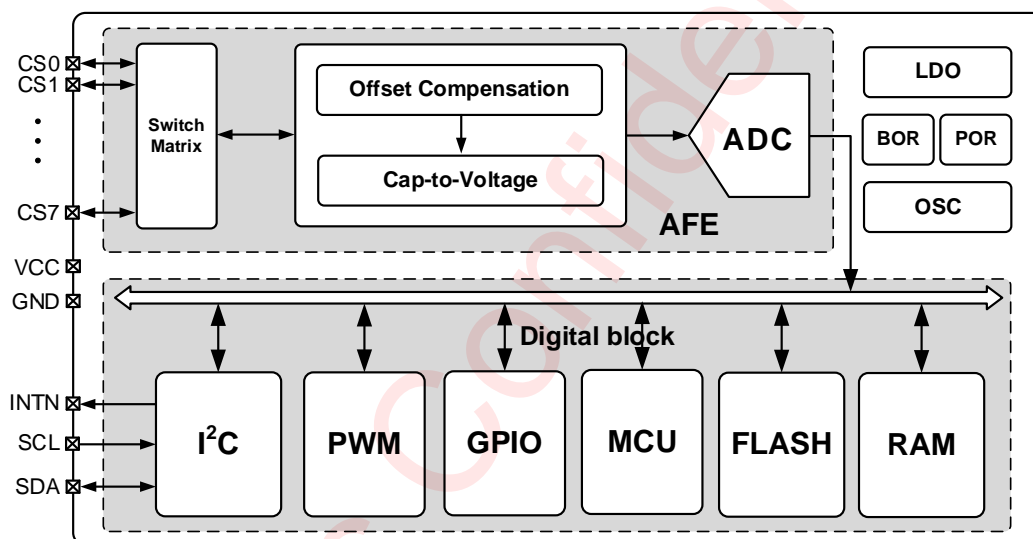 CS0
CS1
CS7
VCC
GND
INTN
SCL
SDA
Switch
Matrix
Offset Compensation
Cap-to-Voltage
ADC
AFE
LDO
BOR
POR
OSC
Digital block
I²C
PWM
GPIO
MCU
FLASH
RAM